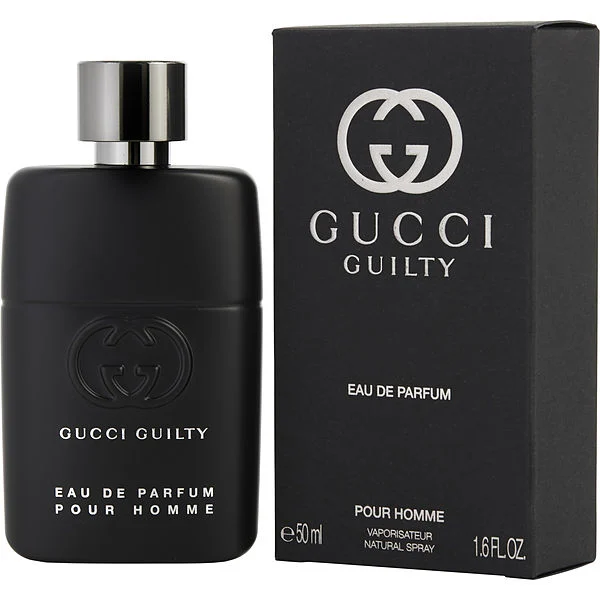 GUCCI GUILTY
EAU DE PARFUM
POUR HOMME
GUCCI
GUILTY
EAU DE PARFUM
POUR HOMME
VAPORISATEUR
NATURAL SPRAY
℮50 ml
1.6 FL.OZ.